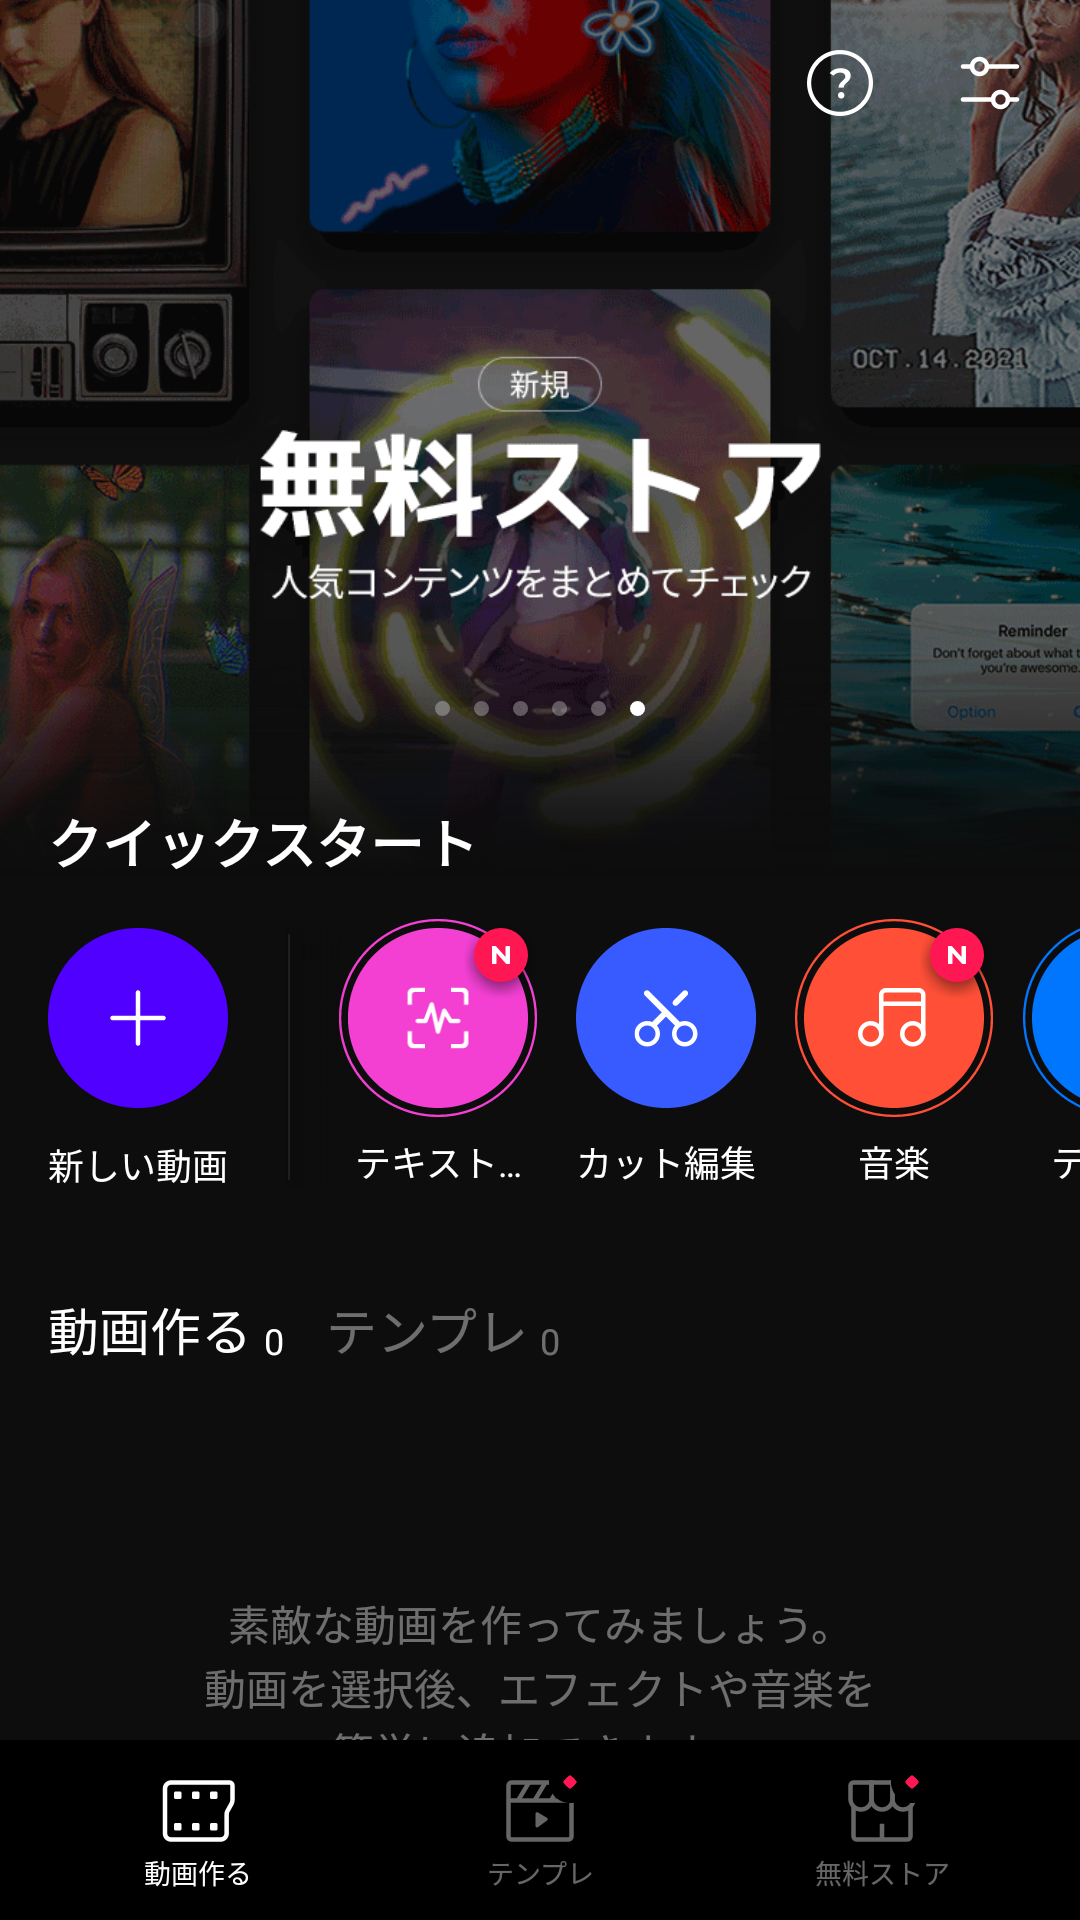 ?
OCT.14.2021
新規
無料ストア
人気コンテンツをまとめてチェック
Reminder
Don't forget about what
you're awesome.
Option
クイックスタート
N
N
新しい動画
テキスト...
カット編集
音楽
テ
動画作る 0 テンプレ 0
素敵な動画を作ってみましょう。
動画を選択後、エフェクトや音楽を
動画作る
テンプレ
無料ストア